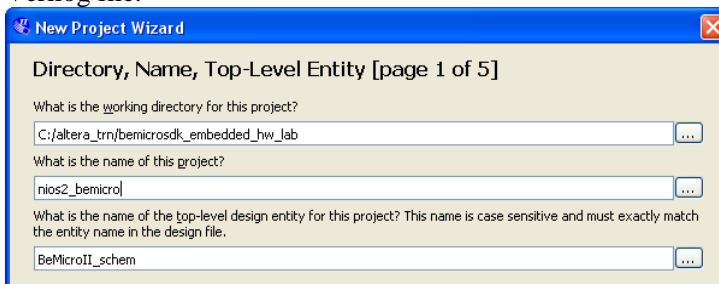 New Project Wizard
Directory, Name, Top-Level Entity [page 1 of 5]
What is the working directory for this project?
C:/altera_trn/bemicrosdk_embedded_hw_lab
...
What is the name of this project?
nios2_bemicro
...
What is the name of the top-level design entity for this project? This name is case sensitive and must exactly match
the entity name in the design file.
BeMicroII_schem
...